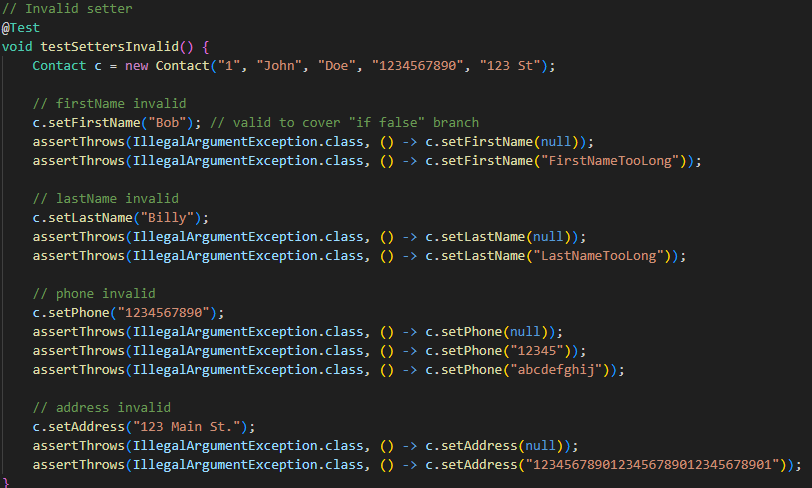 // Invalid setter
@Test
void testSettersInvalid() {
    Contact c = new Contact("1", "John", "Doe", "1234567890", "123 St");

    // firstName invalid
    c.setFirstName("Bob"); // valid to cover "if false" branch
    assertThrows(IllegalArgumentException.class, () -> c.setFirstName(null));
    assertThrows(IllegalArgumentException.class, () -> c.setFirstName("FirstNameTooLong"));

    // lastName invalid
    c.setLastName("Billy");
    assertThrows(IllegalArgumentException.class, () -> c.setLastName(null));
    assertThrows(IllegalArgumentException.class, () -> c.setLastName("LastNameTooLong"));

    // phone invalid
    c.setPhone("1234567890");
    assertThrows(IllegalArgumentException.class, () -> c.setPhone(null));
    assertThrows(IllegalArgumentException.class, () -> c.setPhone("12345"));
    assertThrows(IllegalArgumentException.class, () -> c.setPhone("abcdefghij"));

    // address invalid
    c.setAddress("123 Main St.");
    assertThrows(IllegalArgumentException.class, () -> c.setAddress(null));
    assertThrows(IllegalArgumentException.class, () -> c.setAddress("1234567890123456789012345678901"));
}